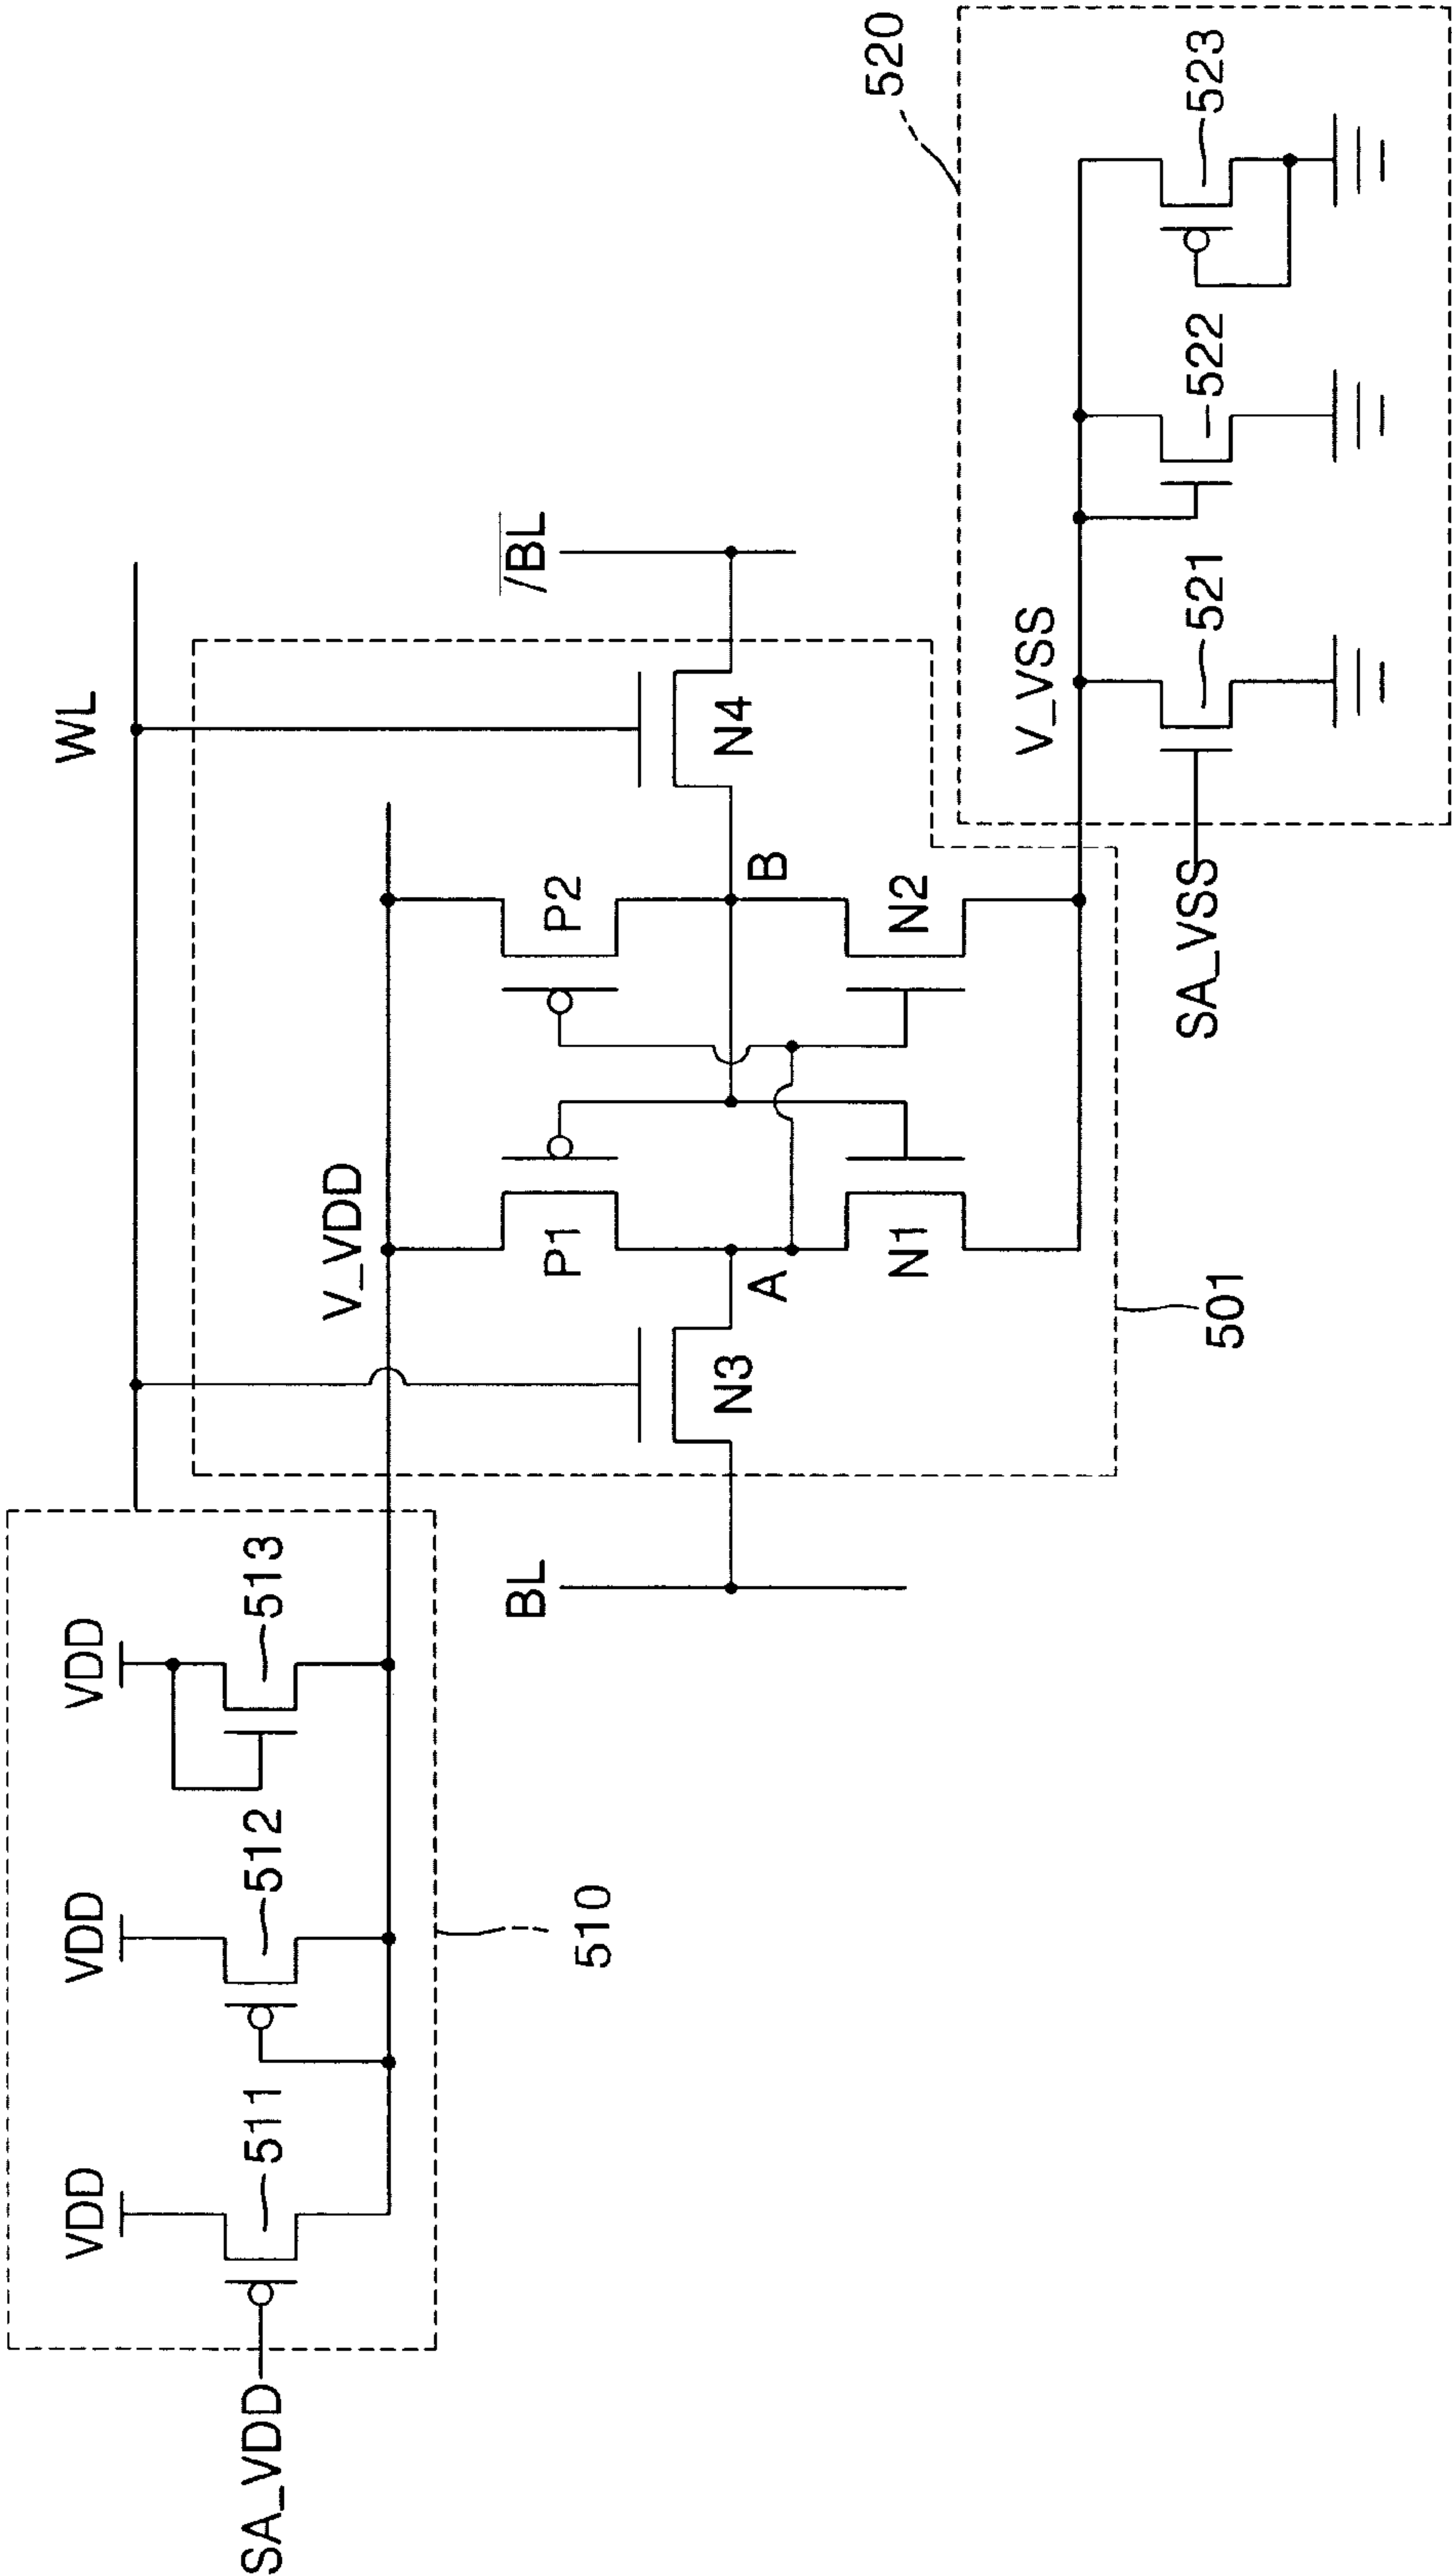 WL
VDD
VDD
VDD
511
512
513
SA_VDD
V_VDD
510
BL
/BL
P1
P2
N3
A
B
N4
N1
N2
V_VSS
501
SA_VSS
521
522
523
520